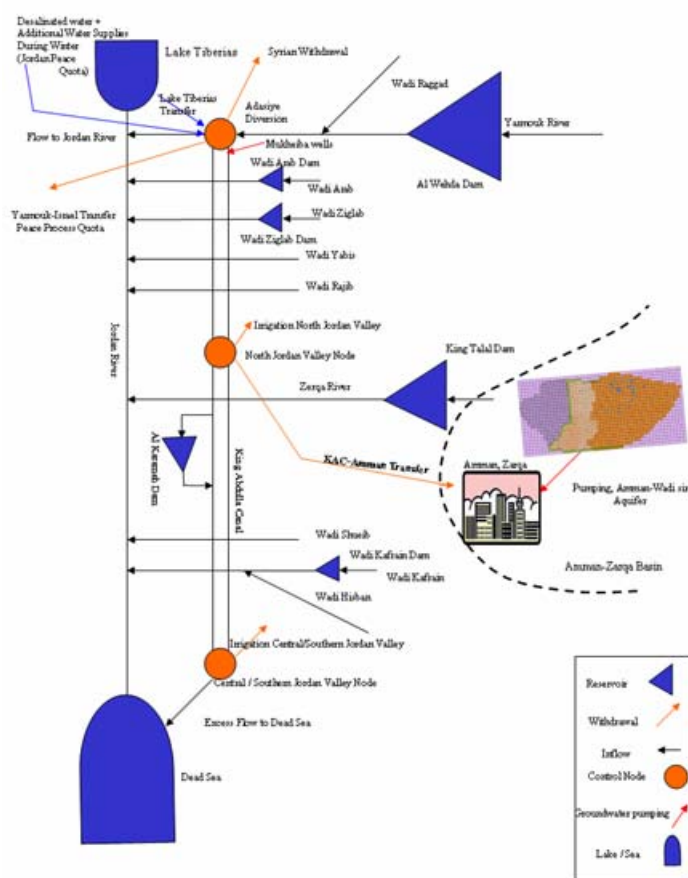 Desalinated water +
Additional Water Supplies
During Winter
(Jordan Peace
Quota)
Lake Tiberias
Syrian Withdrawal
Wadi Raggad
Lake Tiberias
Transfer
Adasiye
Diversion
Yarmouk River
Flow to Jordan River
Mukheiba wells
Wadi Arab Dam
Al Wehda Dam
Wadi Arab
Yarmouk-Israel Transfer
Peace Process Quota
Wadi Ziglab
Wadi Ziglab Dam
Wadi Yabis
Wadi Rajib
Jordan River
Irrigation North Jordan Valley
King Talal Dam
North Jordan Valley Node
Zerqa River
Al Karameh Dam
King Abdulla Canal
KAC-Amman Transfer
Amman, Zarqa
Pumping, Amman-Wadi sir
Aquifer
Wadi Shueib
Wadi Kafrain Dam
Wadi Kafrain
Amman-Zarqa Basin
Wadi Hisban
Irrigation Central/Southern Jordan Valley
Central / Southern Jordan Valley Node
Excess Flow to Dead Sea
Dead Sea
Reservoir
Withdrawal
Inflow
Control Node
Groundwater pumping
Lake / Sea